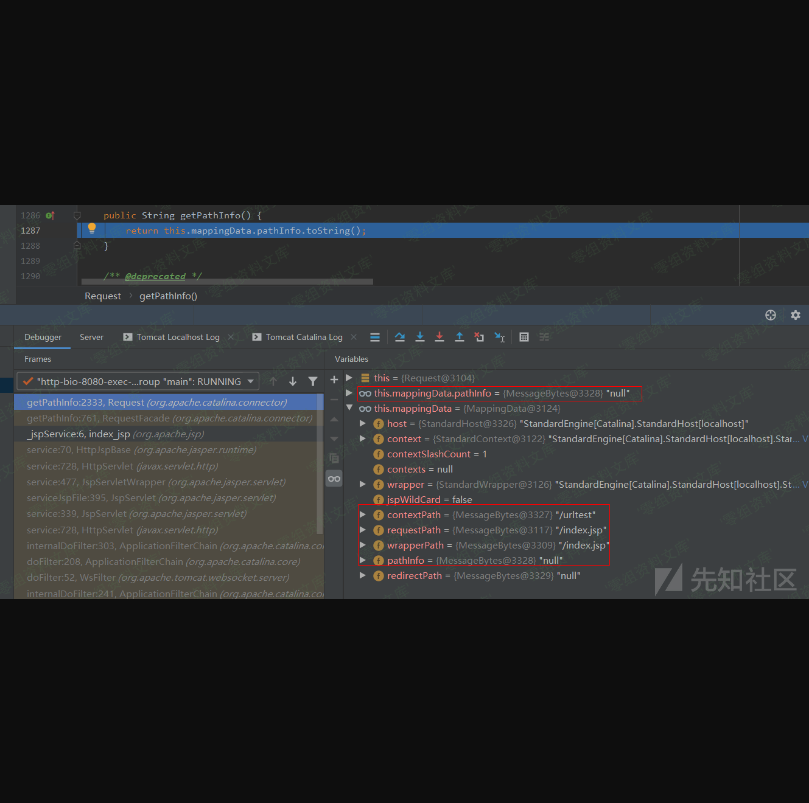 1286 public String getPathInfo() {
1287 return this.mappingData.pathInfo.toString();
1288 }
1289
1290 /** @deprecated */
Request › getPathInfo()
Debugger Server Tomcat Localhost Log × Tomcat Catalina Log ×
Frames
Variables
"http-bio-8080-exec-...roup "main": RUNNING
getPathInfo:2333, Request (org.apache.catalina.connector)
getPathInfo:761, RequestFacade (org.apache.catalina.connector)
_jspService:6, index_jsp (org.apache.jsp)
service:70, HttpJspBase (org.apache.jasper.runtime)
service:728, HttpServlet (javax.servlet.http)
service:477, JspServletWrapper (org.apache.jasper.servlet)
serviceJspFile:395, JspServlet (org.apache.jasper.servlet)
service:339, JspServlet (org.apache.jasper.servlet)
service:728, HttpServlet (javax.servlet.http)
internalDoFilter:303, ApplicationFilterChain (org.apache.catalina.co
doFilter:208, ApplicationFilterChain (org.apache.catalina.core)
doFilter:52, WsFilter (org.apache.tomcat.websocket.server)
internalDoFilter:241, ApplicationFilterChain (org.apache.catalina.co
this = {Request@3104}
this.mappingData.pathInfo = {MessageBytes@3328} "null"
this.mappingData = {MappingData@3124}
host = {StandardHost@3326} "StandardEngine[Catalina].StandardHost[localhost]"
context = {StandardContext@3122} "StandardEngine[Catalina].StandardHost[localhost].Stan... V
contextSlashCount = 1
contexts = null
wrapper = {StandardWrapper@3126} "StandardEngine[Catalina].StandardHost[localhost].St... V
jspWildCard = false
contextPath = {MessageBytes@3327} "/urltest"
requestPath = {MessageBytes@3117} "/index.jsp"
wrapperPath = {MessageBytes@3309} "/index.jsp"
pathInfo = {MessageBytes@3328} "null"
redirectPath = {MessageBytes@3329} "null"
先知社区
零组资料文库